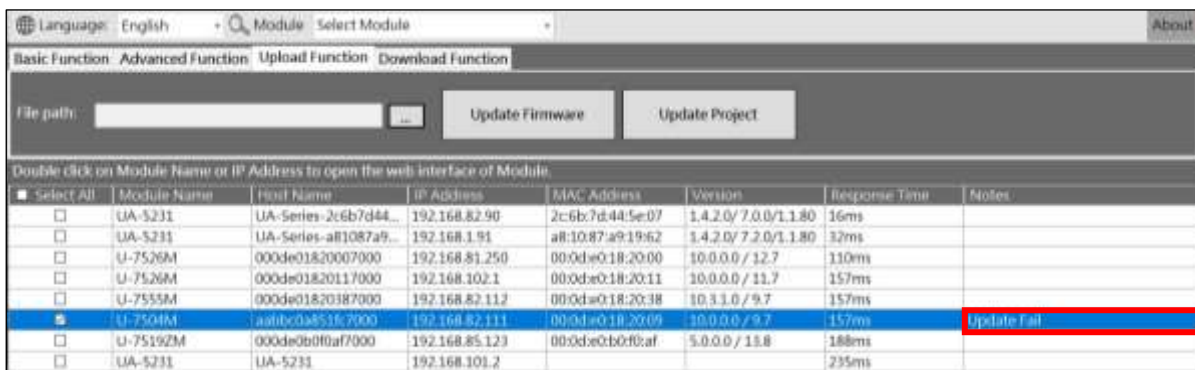 Language: English Module Select Module About
Basic Function Advanced Function Upload Function Download Function
File path: ... Update Firmware Update Project
Double click on Module Name or IP Address to open the web interface of Module.
Select All Module Name Host Name IP Address MAC Address Version Response Time Notes
UA-5231 UA-Series-2c6b7d44... 192.168.82.90 2c:6b:7d:44:5e:07 1.4.2.0/ 7.0.0/1.1.80 16ms
UA-5231 UA-Series-a81087a9... 192.168.1.91 a8:10:87:a9:19:62 1.4.2.0/ 7.2.0/1.1.80 32ms
U-7526M 000de01820007000 192.168.81.250 00:0d:e0:18:20:00 10.0.0.0 / 12.7 110ms
U-7526M 000de01820117000 192.168.102.1 00:0d:e0:18:20:11 10.0.0.0 / 11.7 157ms
U-7555M 000de01820387000 192.168.82.112 00:0d:e0:18:20:38 10.3.1.0 / 9.7 157ms
U-7504M 192.168.82.111 00:0d:e0:18:20:09 10.0.0.0 / 9.7 157ms Update Fail
U-7519ZM 000de0b0f0af7000 192.168.85.123 00:0d:e0:b0:f0:af 5.0.0.0 / 13.8 188ms
UA-5231 UA-5231 192.168.101.2 235ms